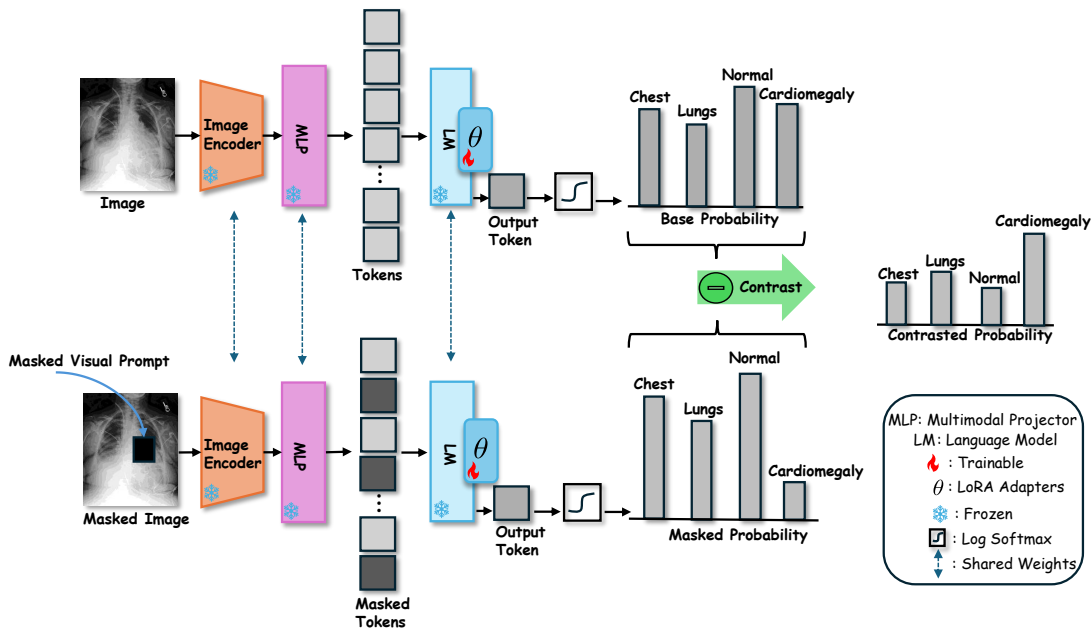 Image
Image
Encoder
MLP
Tokens
LM
θ
Output
Token
Chest
Lungs
Normal
Cardiomegaly
Base Probability
Contrast
Chest
Lungs
Normal
Cardiomegaly
Contrasted Probability
Masked Visual Prompt
Masked Image
Image
Encoder
MLP
Masked
Tokens
LM
θ
Output
Token
Chest
Lungs
Normal
Cardiomegaly
Masked Probability
MLP: Multimodal Projector
LM: Language Model
: Trainable
θ : LoRA Adapters
: Frozen
: Log Softmax
: Shared Weights